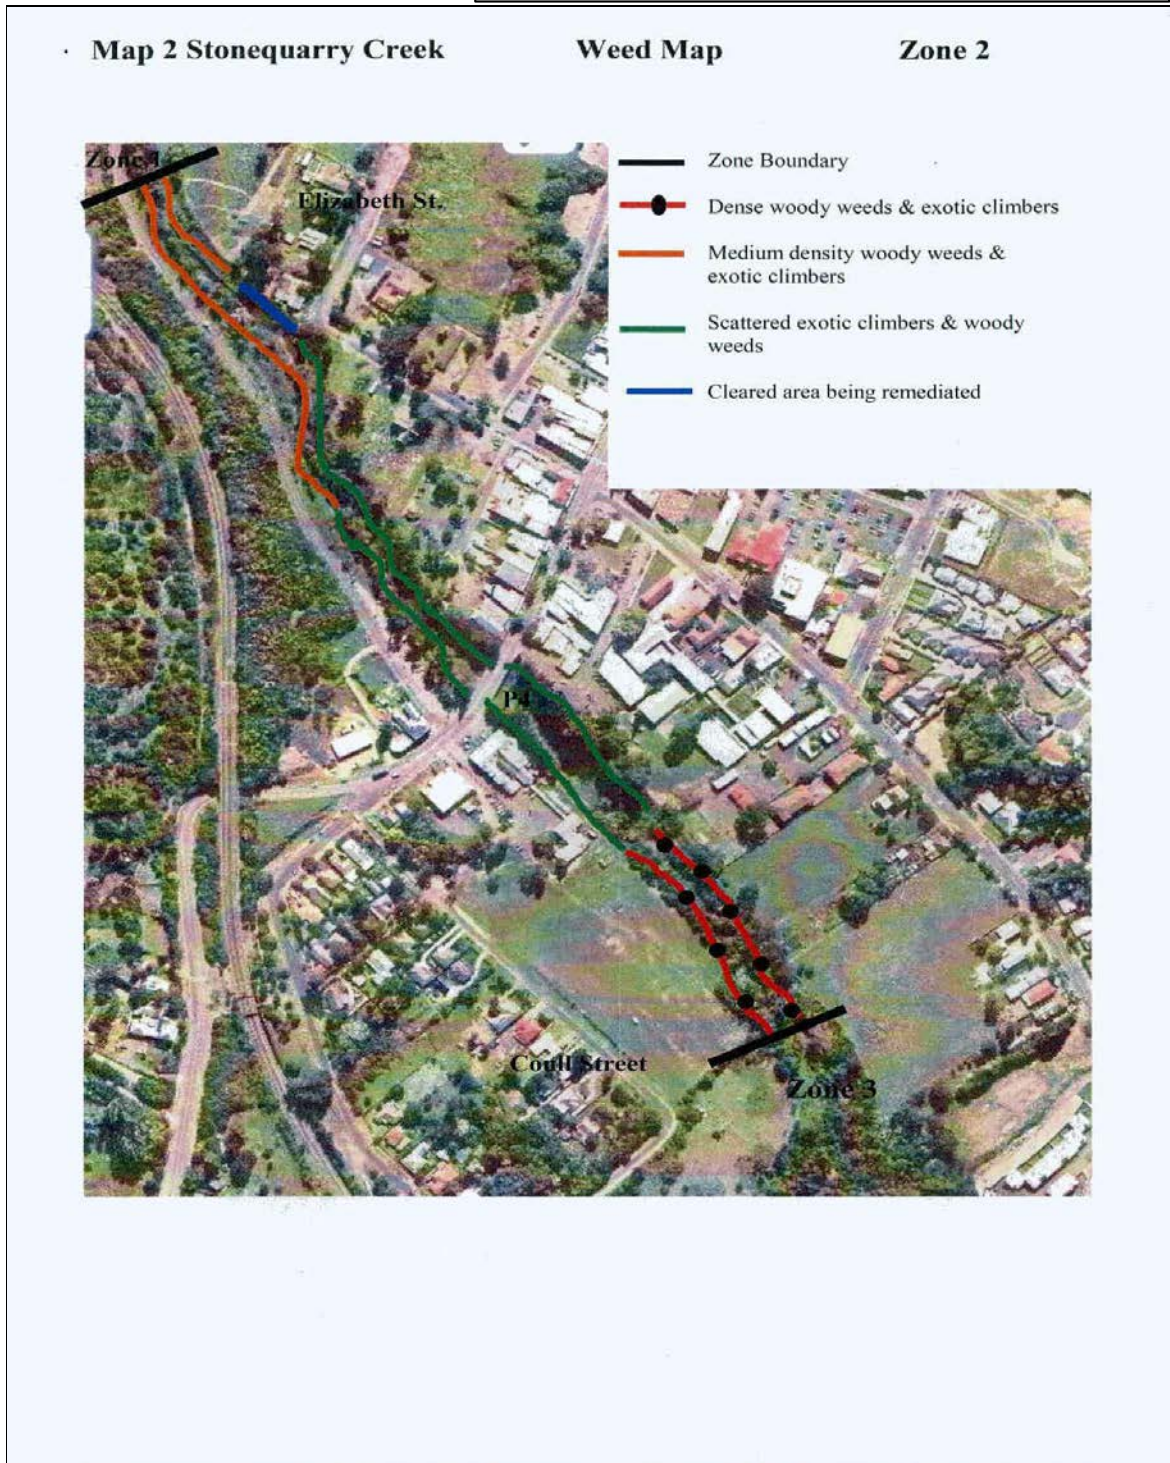 Map 2 Stonequarry Creek Weed Map Zone 2
Zone 1
Elizabeth St.
Zone Boundary
Dense woody weeds & exotic climbers
Medium density woody weeds &
exotic climbers
Scattered exotic climbers & woody
weeds
Cleared area being remediated
P4
Coull Street
Zone 3